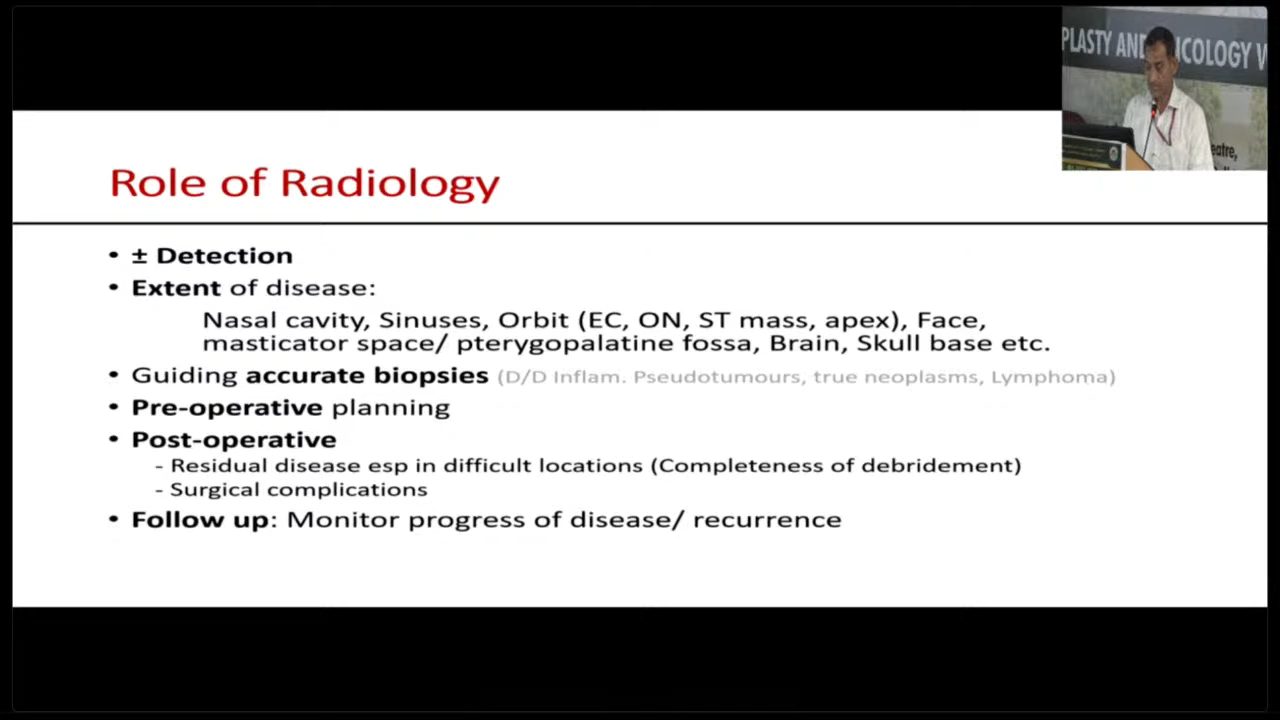 PLASTY AND ONCOLOGY W
eatre,
Role of Radiology
• ± Detection
• Extent of disease:
Nasal cavity, Sinuses, Orbit (EC, ON, ST mass, apex), Face,
masticator space/ pterygopalatine fossa, Brain, Skull base etc.
• Guiding accurate biopsies (D/D Inflam. Pseudotumours, true neoplasms, Lymphoma)
• Pre-operative planning
• Post-operative
- Residual disease esp in difficult locations (Completeness of debridement)
- Surgical complications
• Follow up: Monitor progress of disease/ recurrence